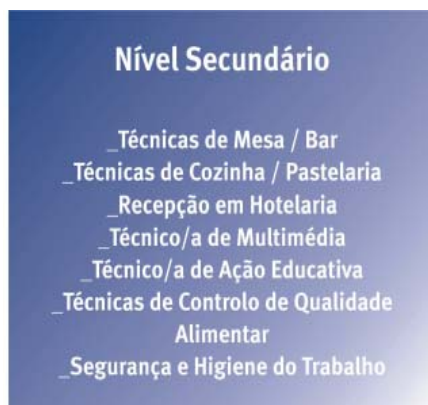 Nível Secundário
_Técnicas de Mesa / Bar
_Técnicas de Cozinha / Pastelaria
_Recepção em Hotelaria
_Técnico/a de Multimédia
_Técnico/a de Ação Educativa
_Técnicas de Controlo de Qualidade
Alimentar
_Segurança e Higiene do Trabalho